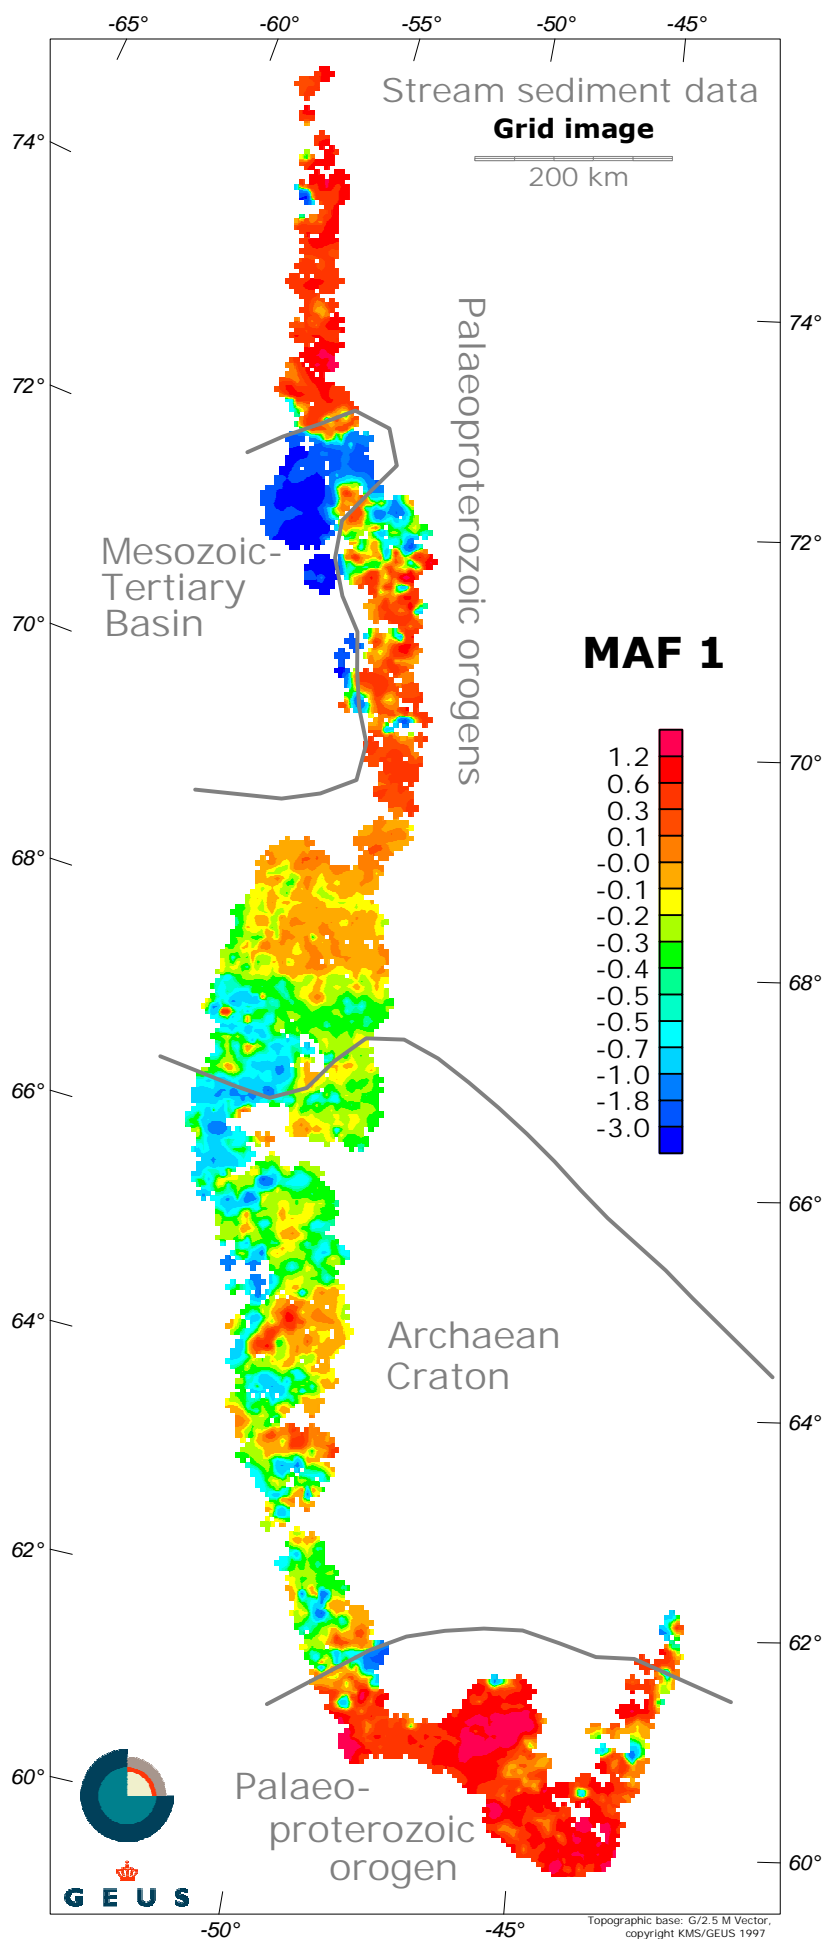 -65° -60° -55° -50° -45°
Stream sediment data
Grid image
200 km
74°
74°
Palaeoproterozoic orogens
72°
72°
Mesozoic-
Tertiary
Basin
70°
MAF 1
70°
1.2
0.6
0.3
0.1
-0.0
-0.1
-0.2
-0.3
-0.4
-0.5
-0.5
-0.7
-1.0
-1.8
-3.0
68°
68°
66°
66°
64°
Archaean
Craton
64°
62°
62°
60°
Palaeo-
proterozoic
orogen
60°
GEUS
-50° -45°
Topographic base: G/2.5 M Vector,
copyright KMS/GEUS 1997